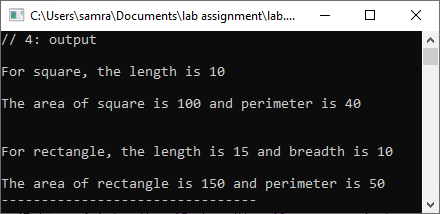 C:\Users\samra\Documents\lab assignment\lab....
// 4: output
For square, the length is 10
The area of square is 100 and perimeter is 40
For rectangle, the length is 15 and breadth is 10
The area of rectangle is 150 and perimeter is 50
--------------------------------